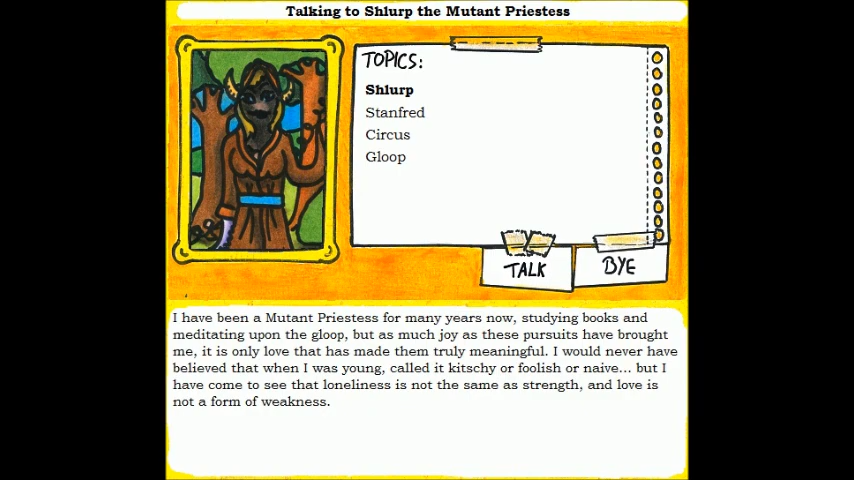 Talking to Shlurp the Mutant Priestess
TOPICS:
Shlurp
Stanfred
Circus
Gloop
TALK
BYE
I have been a Mutant Priestess for many years now, studying books and
meditating upon the gloop, but as much joy as these pursuits have brought
me, it is only love that has made them truly meaningful. I would never have
believed that when I was young, called it kitschy or foolish or naive... but I
have come to see that loneliness is not the same as strength, and love is
not a form of weakness.